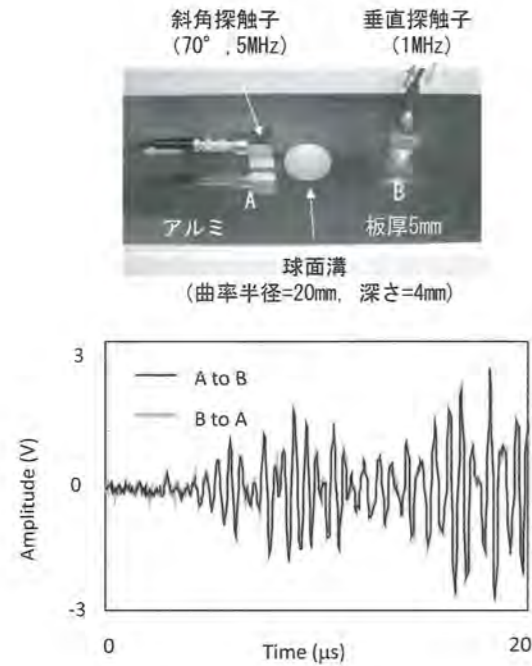 斜角探触子
(70°,5MHz)
垂直探触子
(1MHz)
A
B
アルミ
板厚5mm
球面溝
(曲率半径=20mm, 深さ=4mm)
3
A to B
B to A
Amplitude (V)
0
-3
0
Time (μs)
20